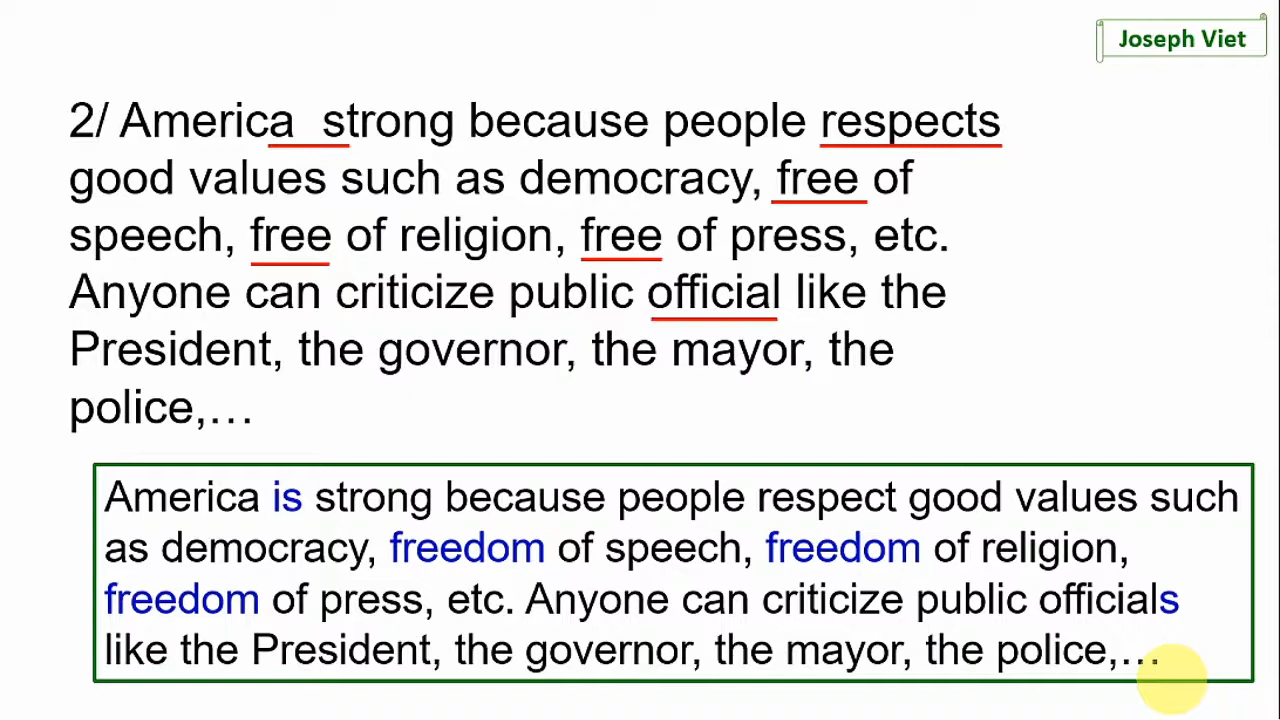 Joseph Viet
2/ America  strong because people respects
good values such as democracy, free of
speech, free of religion, free of press, etc.
Anyone can criticize public official like the
President, the governor, the mayor, the
police,…
America is strong because people respect good values such
as democracy, freedom of speech, freedom of religion,
freedom of press, etc. Anyone can criticize public officials
like the President, the governor, the mayor, the police,…